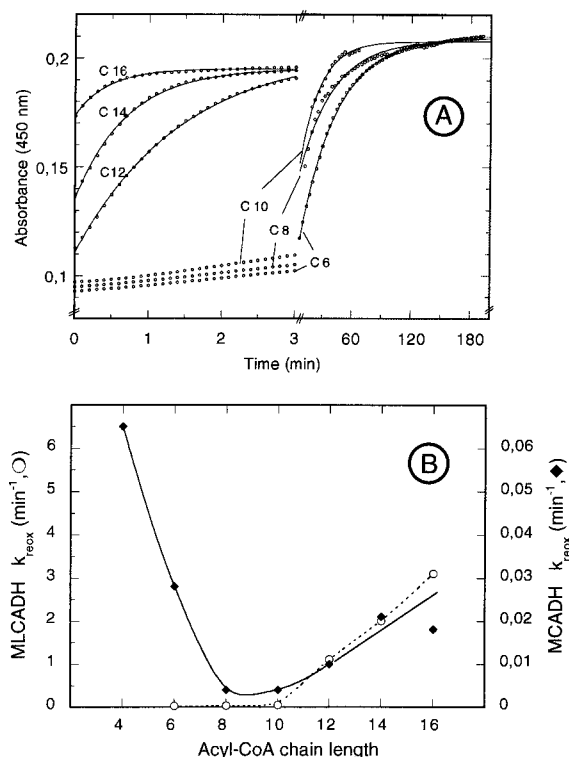 A
Absorbance (450 nm)
0,2
0,15
0,1
C 16
C 14
C12
C 10
C 8
C 6
0 1 2 3 60 120 180
Time (min)
B
MLCADH k reox (min-1, ○)
6
5
4
3
2
1
0
MCADH k reox (min-1, ◆)
0,06
0,05
0,04
0,03
0,02
0,01
0
4 6 8 10 12 14 16
Acyl-CoA chain length